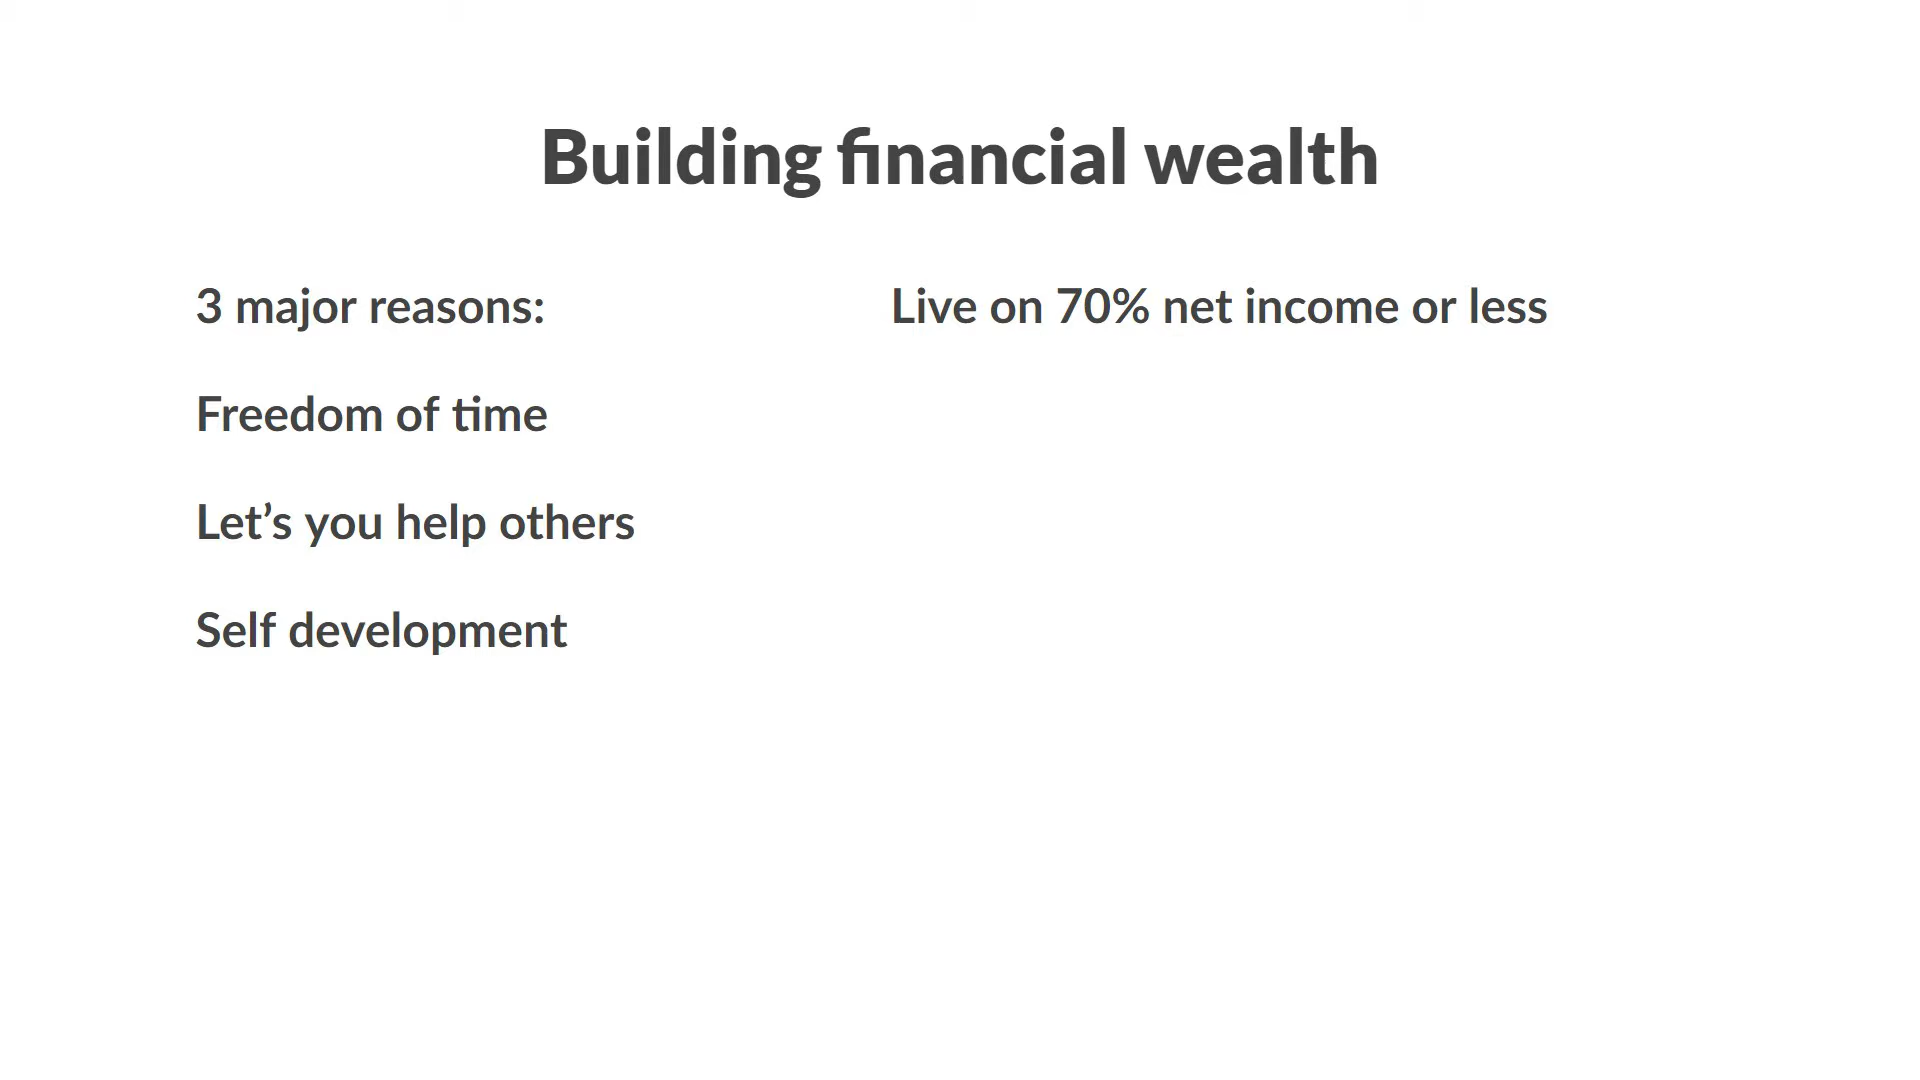 Building financial wealth
3 major reasons:
Freedom of time
Let’s you help others
Self development
Live on 70% net income or less